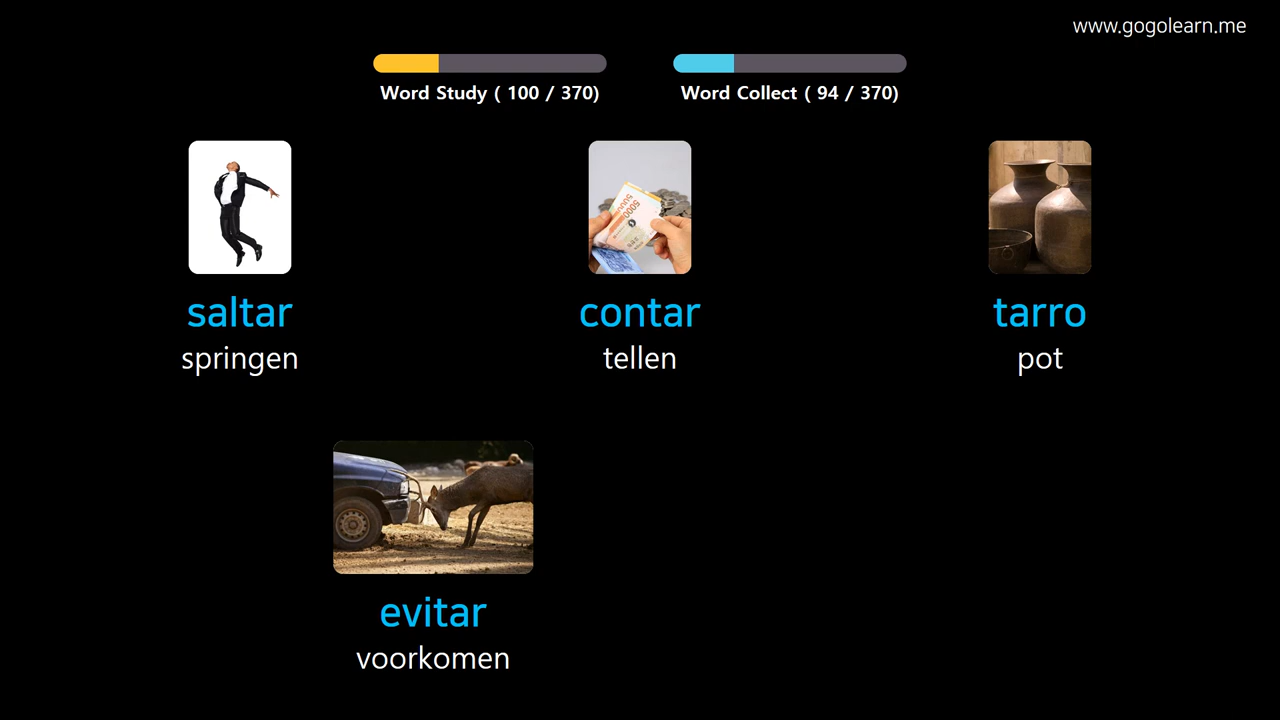 www.gogolearn.me
Word Study ( 100 / 370)
Word Collect ( 94 / 370)
saltar
springen
contar
tellen
tarro
pot
evitar
voorkomen